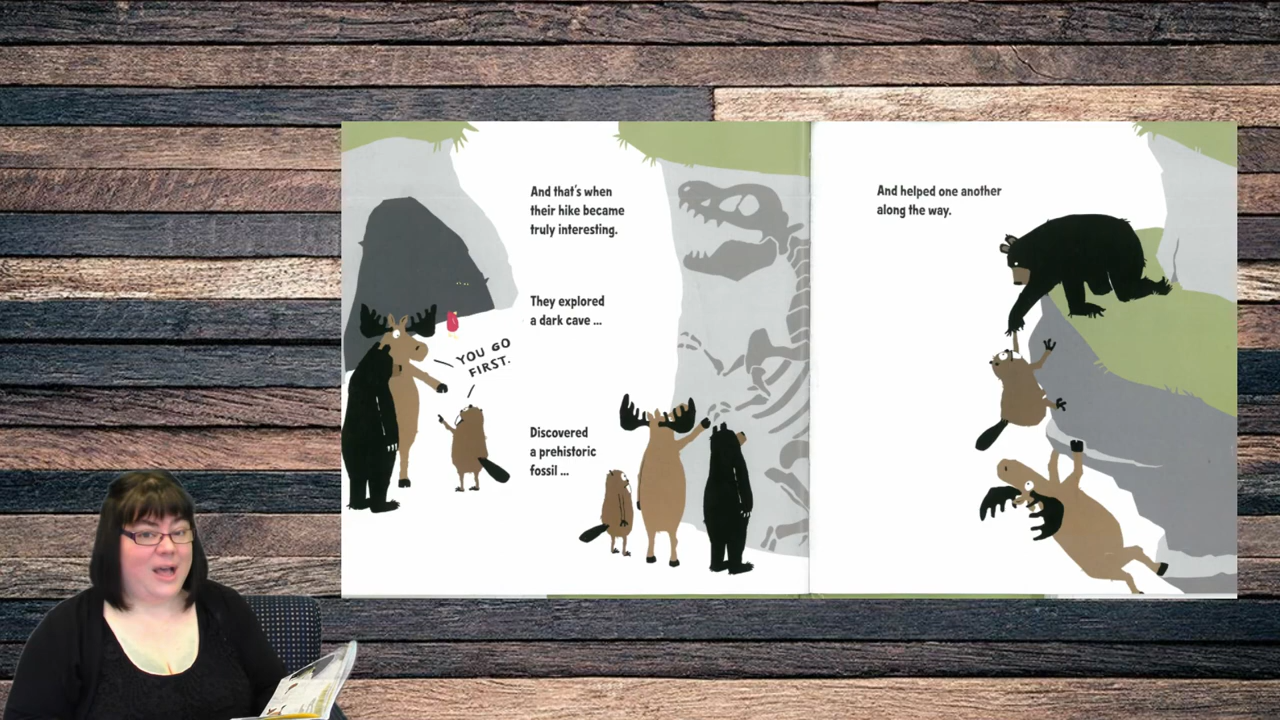 And that's when
their hike became
truly interesting.
They explored
a dark cave ...
YOU GO
FIRST.
Discovered
a prehistoric
fossil ...
And helped one another
along the way.